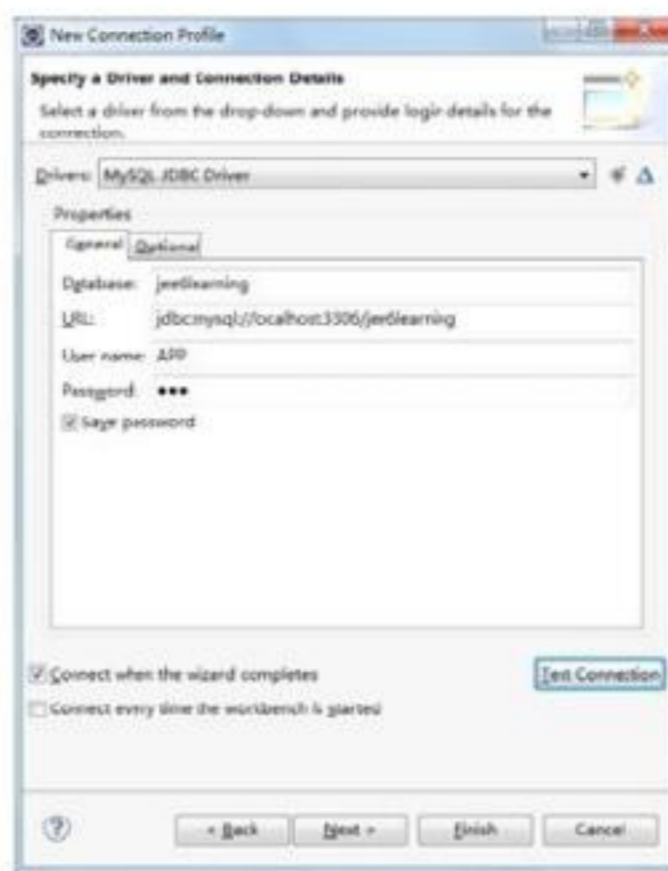 New Connection Profile
Specify a Driver and Connection Details
Select a driver from the drop-down and provide login details for the
connection.
Drivers: MySQL JDBC Driver
Properties
General Optional
Database: jee6learning
URL: jdbc:mysql://localhost:3306/jee6learning
User name: APP
Password: •••
Save password
Connect when the wizard completes
Test Connection
Connect every time the workbench is started
?
< Back Next > Finish Cancel